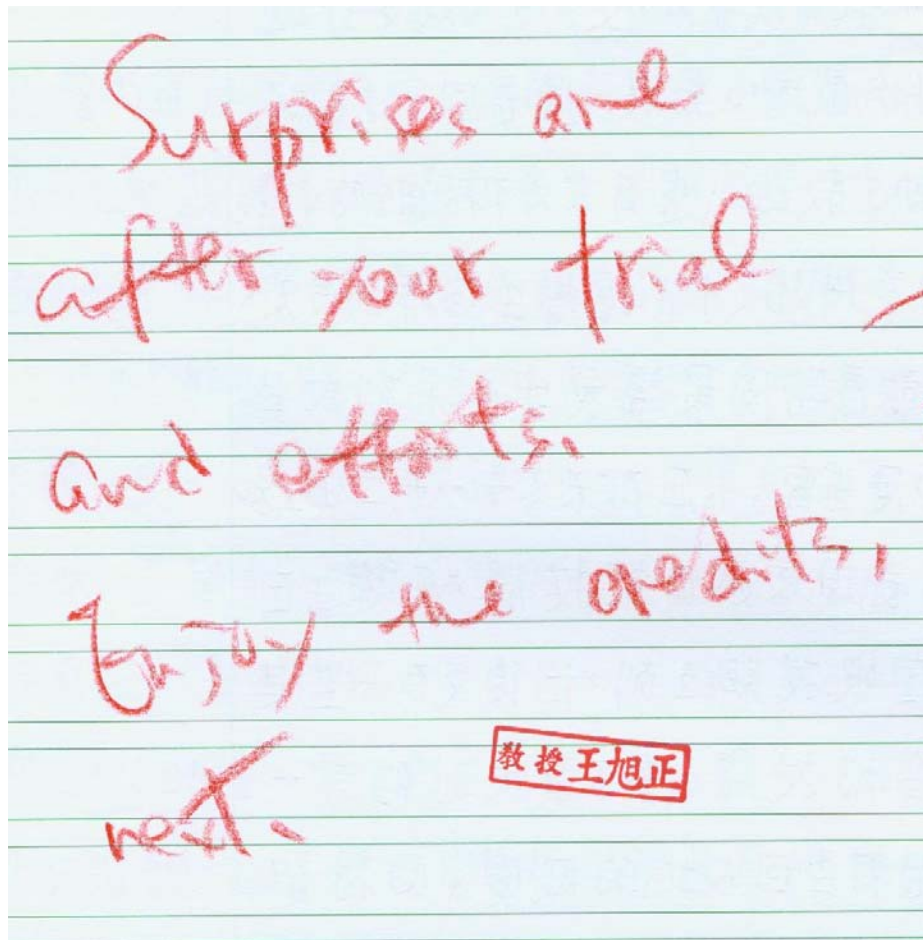 Surprises are
after your trial
and efforts.
Enjoy the credits,
next.
教授王旭正